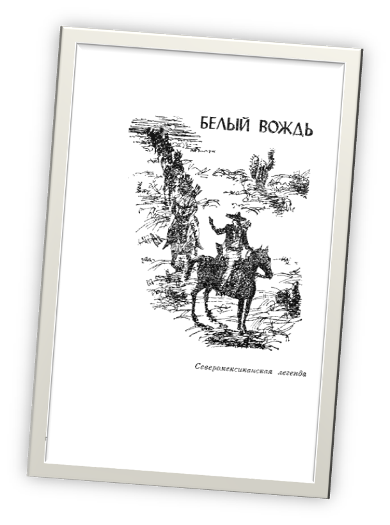 БЕЛЫЙ ВОЖДЬ
Северомексиканская легенда